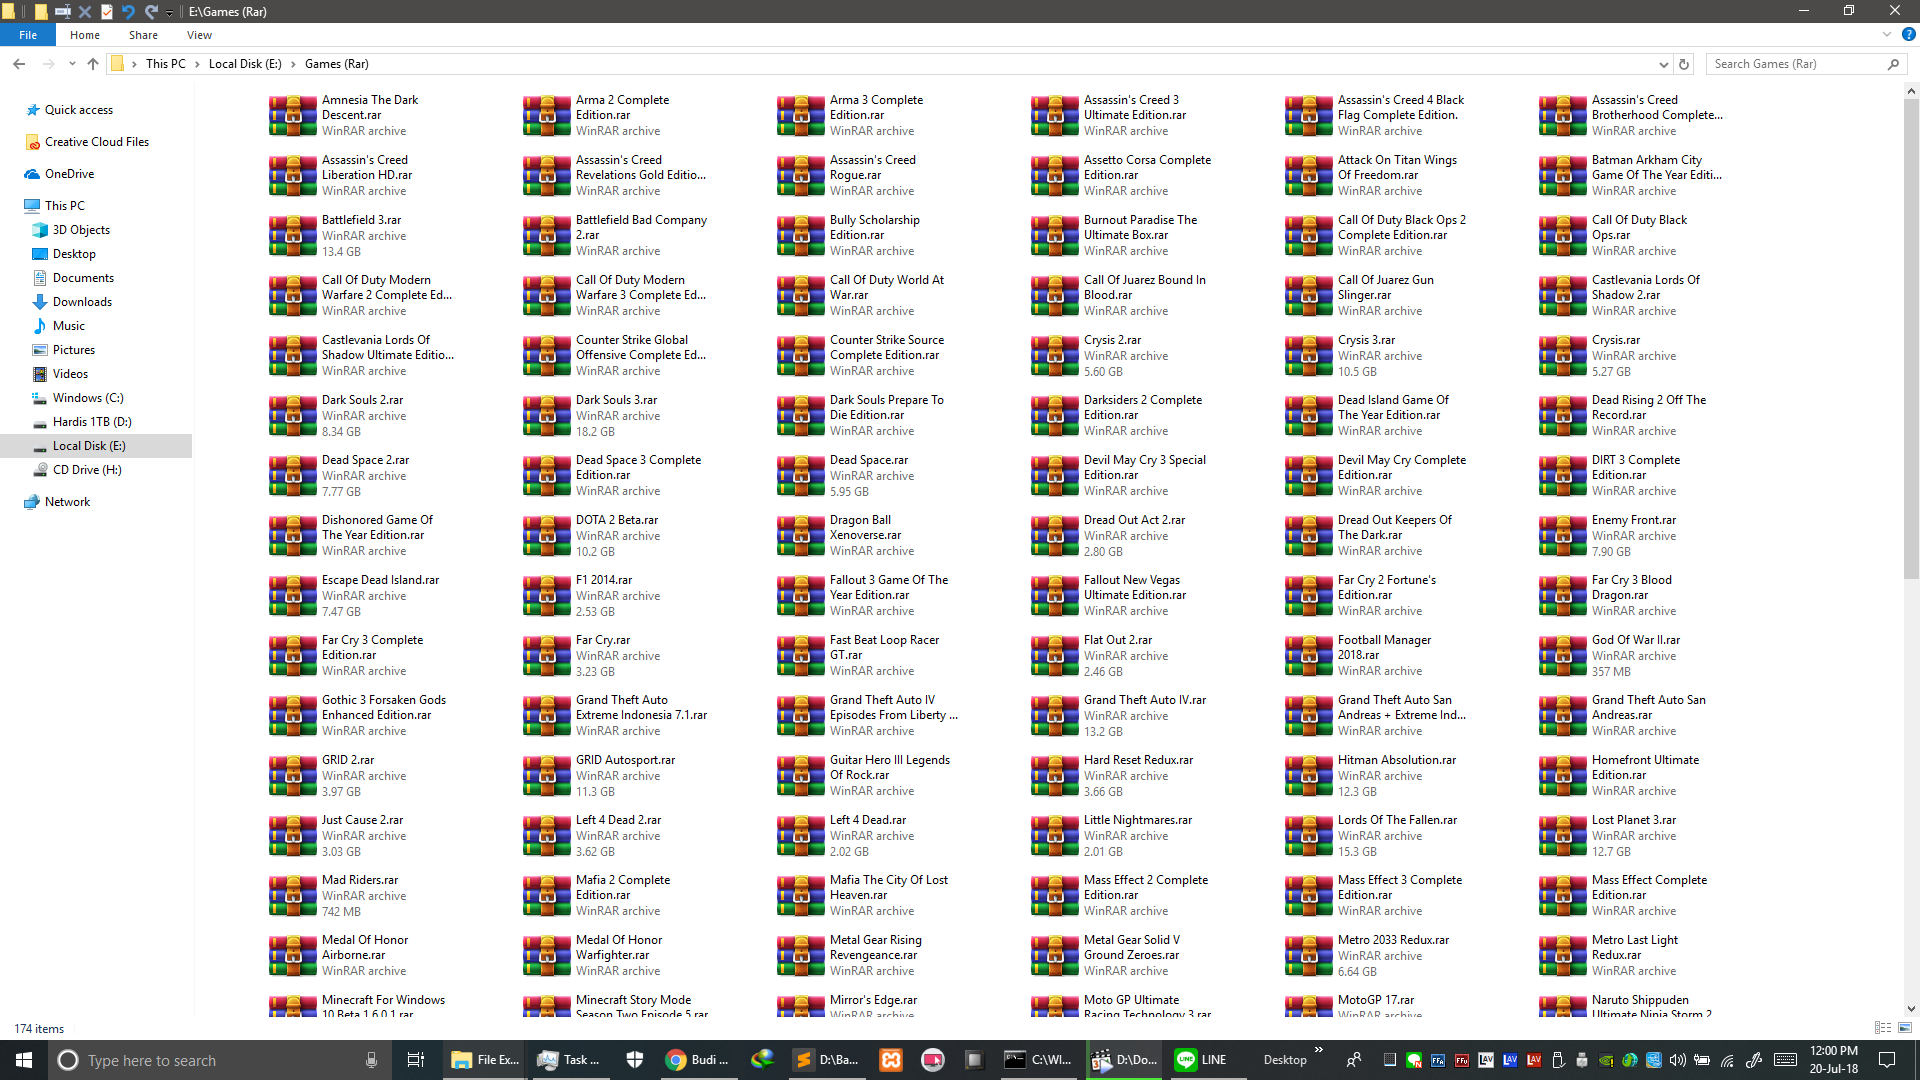 E:\Games (Rar)
File Home Share View
This PC Local Disk (E:) Games (Rar) Search Games (Rar)
Quick access
Creative Cloud Files
OneDrive
This PC
3D Objects
Desktop
Documents
Downloads
Music
Pictures
Videos
Windows (C:)
Hardis 1TB (D:)
Local Disk (E:)
CD Drive (H:)
Network
Amnesia The Dark Arma 2 Complete Arma 3 Complete Assassin's Creed 3 Assassin's Creed 4 Black Assassin's Creed
Descent.rar Edition.rar Edition.rar Ultimate Edition.rar Flag Complete Edition. Brotherhood Complete...
WinRAR archive WinRAR archive WinRAR archive WinRAR archive WinRAR archive WinRAR archive
Assassin's Creed Assassin's Creed Assassin's Creed Assetto Corsa Complete Attack On Titan Wings Batman Arkham City
Liberation HD.rar Revelations Gold Editio... Rogue.rar Edition.rar Of Freedom.rar Game Of The Year Editi...
WinRAR archive WinRAR archive WinRAR archive WinRAR archive WinRAR archive WinRAR archive
Battlefield 3.rar Battlefield Bad Company Bully Scholarship Burnout Paradise The Call Of Duty Black Ops 2 Call Of Duty Black
WinRAR archive 2.rar Edition.rar Ultimate Box.rar Complete Edition.rar Ops.rar
13.4 GB WinRAR archive WinRAR archive WinRAR archive WinRAR archive WinRAR archive
Call Of Duty Modern Call Of Duty Modern Call Of Duty World At Call Of Juarez Bound In Call Of Juarez Gun Castlevania Lords Of
Warfare 2 Complete Ed... Warfare 3 Complete Ed... War.rar Blood.rar Slinger.rar Shadow 2.rar
WinRAR archive WinRAR archive WinRAR archive WinRAR archive WinRAR archive WinRAR archive
Castlevania Lords Of Counter Strike Global Counter Strike Source Crysis 2.rar Crysis 3.rar Crysis.rar
Shadow Ultimate Editio... Offensive Complete Ed... Complete Edition.rar WinRAR archive WinRAR archive WinRAR archive
WinRAR archive WinRAR archive WinRAR archive 5.60 GB 10.5 GB 5.27 GB
Dark Souls 2.rar Dark Souls 3.rar Dark Souls Prepare To Darksiders 2 Complete Dead Island Game Of Dead Rising 2 Off The
WinRAR archive WinRAR archive Die Edition.rar Edition.rar The Year Edition.rar Record.rar
8.34 GB 18.2 GB WinRAR archive WinRAR archive WinRAR archive WinRAR archive
Dead Space 2.rar Dead Space 3 Complete Dead Space.rar Devil May Cry 3 Special Devil May Cry Complete DIRT 3 Complete
WinRAR archive Edition.rar WinRAR archive Edition.rar Edition.rar Edition.rar
7.77 GB WinRAR archive 5.95 GB WinRAR archive WinRAR archive WinRAR archive
Dishonored Game Of DOTA 2 Beta.rar Dragon Ball Dread Out Act 2.rar Dread Out Keepers Of Enemy Front.rar
The Year Edition.rar WinRAR archive Xenoverse.rar WinRAR archive The Dark.rar WinRAR archive
WinRAR archive 10.2 GB WinRAR archive 2.80 GB WinRAR archive 7.90 GB
Escape Dead Island.rar F1 2014.rar Fallout 3 Game Of The Fallout New Vegas Far Cry 2 Fortune's Far Cry 3 Blood
WinRAR archive WinRAR archive Year Edition.rar Ultimate Edition.rar Edition.rar Dragon.rar
7.47 GB 2.53 GB WinRAR archive WinRAR archive WinRAR archive WinRAR archive
Far Cry 3 Complete Far Cry.rar Fast Beat Loop Racer Flat Out 2.rar Football Manager God Of War II.rar
Edition.rar WinRAR archive GT.rar WinRAR archive 2018.rar WinRAR archive
WinRAR archive 3.23 GB WinRAR archive 2.46 GB WinRAR archive 357 MB
Gothic 3 Forsaken Gods Grand Theft Auto Grand Theft Auto IV Grand Theft Auto IV.rar Grand Theft Auto San Grand Theft Auto San
Enhanced Edition.rar Extreme Indonesia 7.1.rar Episodes From Liberty ... WinRAR archive Andreas + Extreme Ind... Andreas.rar
WinRAR archive WinRAR archive WinRAR archive 13.2 GB WinRAR archive WinRAR archive
GRID 2.rar GRID Autosport.rar Guitar Hero III Legends Hard Reset Redux.rar Hitman Absolution.rar Homefront Ultimate
WinRAR archive WinRAR archive Of Rock.rar WinRAR archive WinRAR archive Edition.rar
3.97 GB 11.3 GB WinRAR archive 3.66 GB 12.3 GB WinRAR archive
Just Cause 2.rar Left 4 Dead 2.rar Left 4 Dead.rar Little Nightmares.rar Lords Of The Fallen.rar Lost Planet 3.rar
WinRAR archive WinRAR archive WinRAR archive WinRAR archive WinRAR archive WinRAR archive
3.03 GB 3.62 GB 2.02 GB 2.01 GB 15.3 GB 12.7 GB
Mad Riders.rar Mafia 2 Complete Mafia The City Of Lost Mass Effect 2 Complete Mass Effect 3 Complete Mass Effect Complete
WinRAR archive Edition.rar Heaven.rar Edition.rar Edition.rar Edition.rar
742 MB WinRAR archive WinRAR archive WinRAR archive WinRAR archive WinRAR archive
Medal Of Honor Medal Of Honor Metal Gear Rising Metal Gear Solid V Metro 2033 Redux.rar Metro Last Light
Airborne.rar Warfighter.rar Revengeance.rar Ground Zeroes.rar WinRAR archive Redux.rar
WinRAR archive WinRAR archive WinRAR archive WinRAR archive 6.64 GB WinRAR archive
Minecraft For Windows Minecraft Story Mode Mirror's Edge.rar Moto GP Ultimate MotoGP 17.rar Naruto Shippuden
10 Beta 1.6.0.1.rar Season Two Episode 5.rar WinRAR archive Racing Technology 3.rar WinRAR archive Ultimate Ninja Storm 2
174 items
Type here to search File Ex... Task ... Budi ... D:\Ba... C:\WI... D:\Do... LINE Desktop 12:00 PM
20-Jul-18